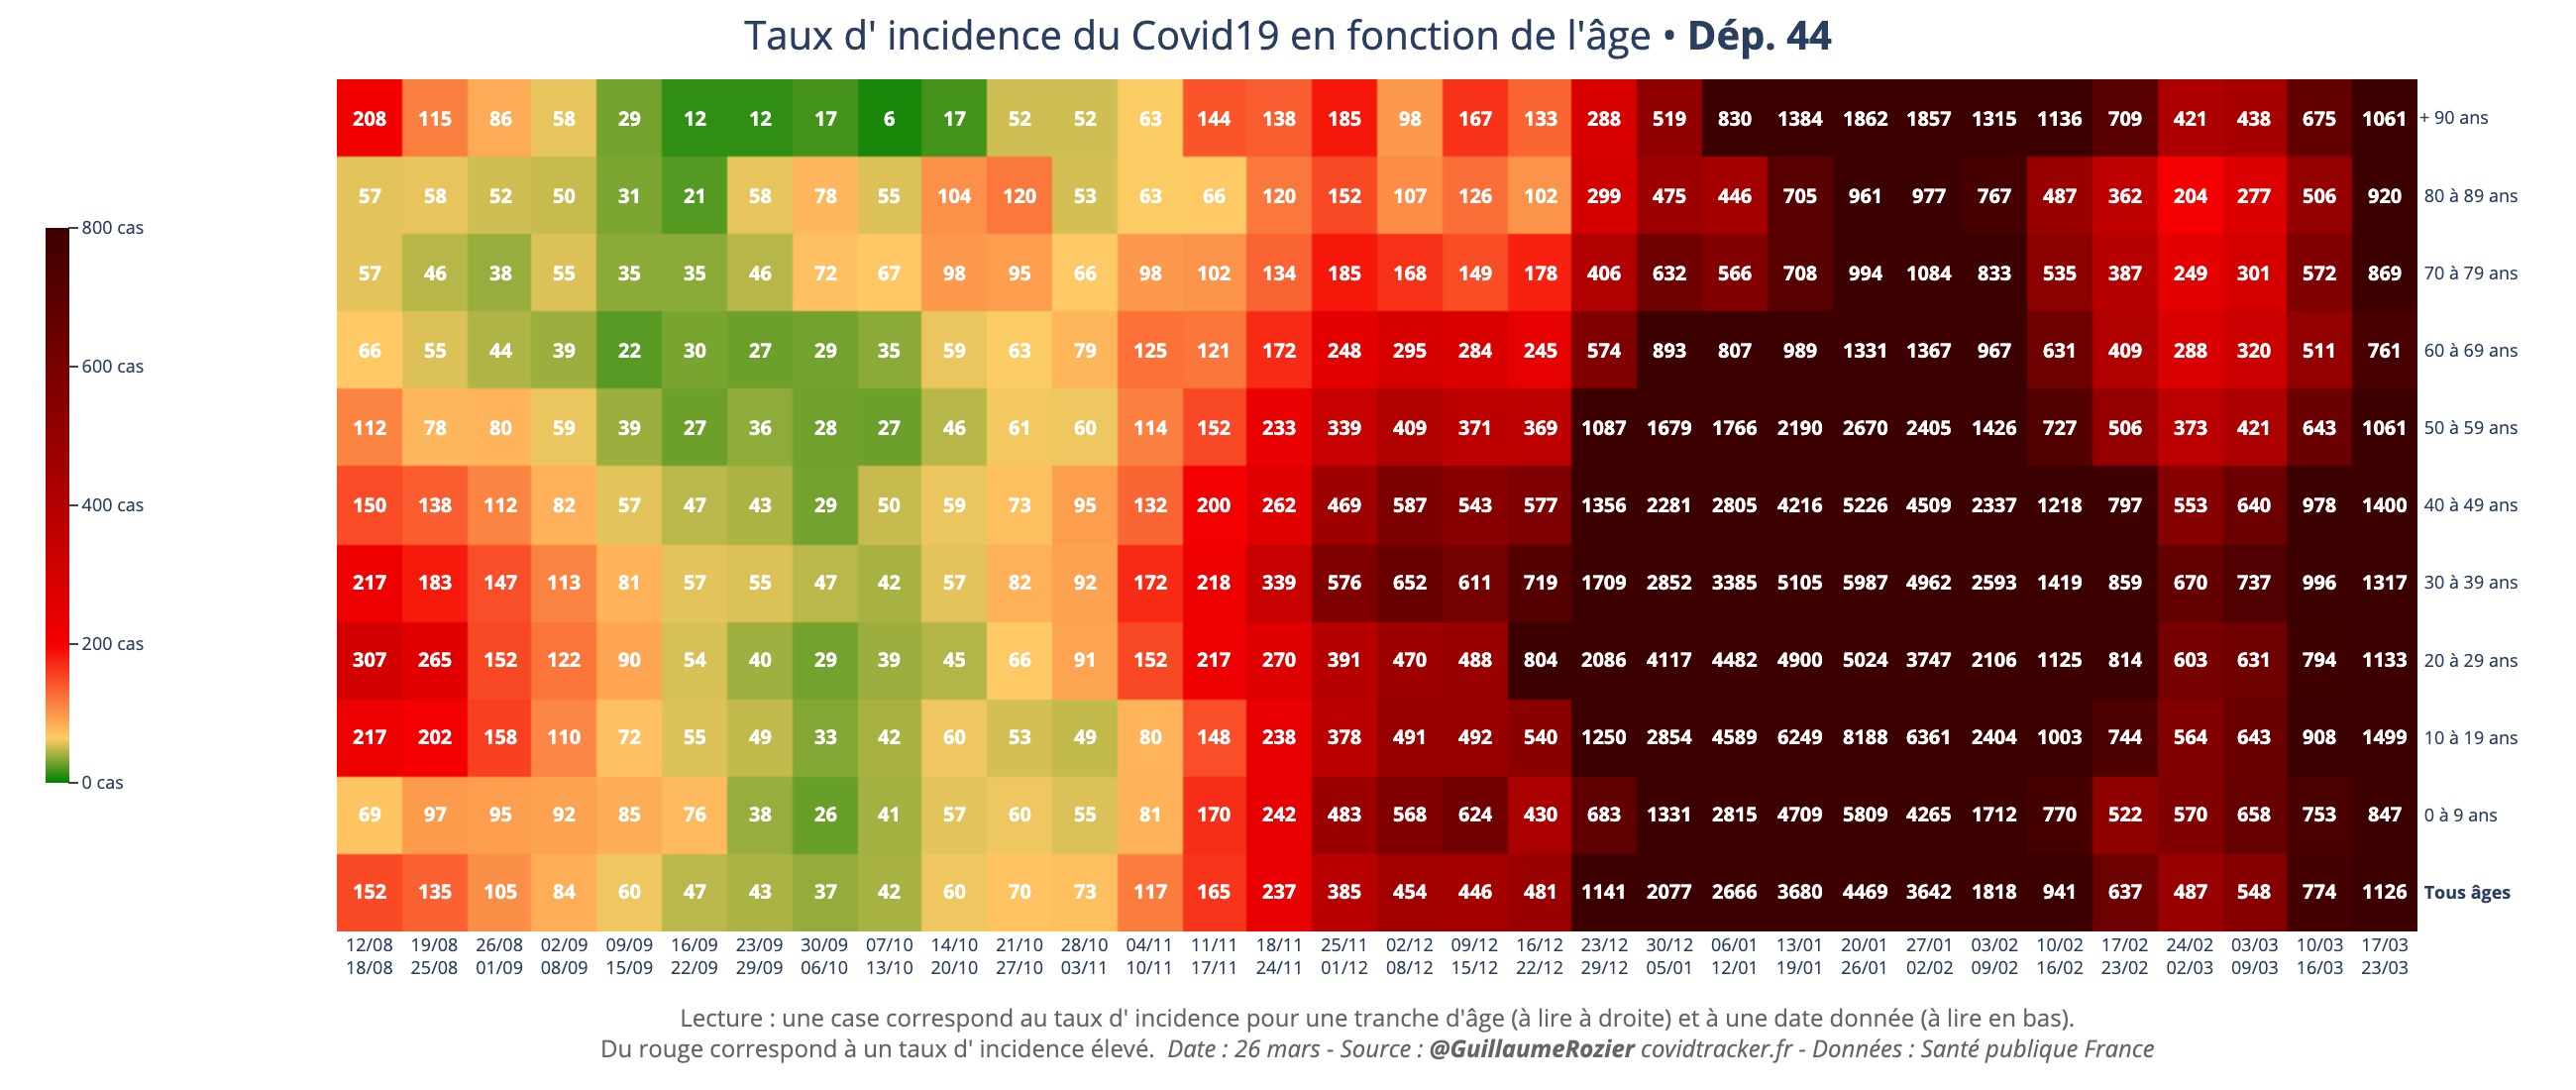 Taux d' incidence du Covid19 en fonction de l'âge • Dép. 44
208 115 86 58 29 12 12 17 6 17 52 52 63 144 138 185 98 167 133 288 519 830 1384 1862 1857 1315 1136 709 421 438 675 1061 + 90 ans
57 58 52 50 31 21 58 78 55 104 120 53 63 66 120 152 107 126 102 299 475 446 705 961 977 767 487 362 204 277 506 920 80 à 89 ans
800 cas
57 46 38 55 35 35 46 72 67 98 95 66 98 102 134 185 168 149 178 406 632 566 708 994 1084 833 535 387 249 301 572 869 70 à 79 ans
66 55 44 39 22 30 27 29 35 59 63 79 125 121 172 248 295 284 245 574 893 807 989 1331 1367 967 631 409 288 320 511 761 60 à 69 ans
600 cas
112 78 80 59 39 27 36 28 27 46 61 60 114 152 233 339 409 371 369 1087 1679 1766 2190 2670 2405 1426 727 506 373 421 643 1061 50 à 59 ans
400 cas
150 138 112 82 57 47 43 29 50 59 73 95 132 200 262 469 587 543 577 1356 2281 2805 4216 5226 4509 2337 1218 797 553 640 978 1400 40 à 49 ans
217 183 147 113 81 57 55 47 42 57 82 92 172 218 339 576 652 611 719 1709 2852 3385 5105 5987 4962 2593 1419 859 670 737 996 1317 30 à 39 ans
200 cas
307 265 152 122 90 54 40 29 39 45 66 91 152 217 270 391 470 488 804 2086 4117 4482 4900 5024 3747 2106 1125 814 603 631 794 1133 20 à 29 ans
217 202 158 110 72 55 49 33 42 60 53 49 80 148 238 378 491 492 540 1250 2854 4589 6249 8188 6361 2404 1003 744 564 643 908 1499 10 à 19 ans
0 cas
69 97 95 92 85 76 38 26 41 57 60 55 81 170 242 483 568 624 430 683 1331 2815 4709 5809 4265 1712 770 522 570 658 753 847 0 à 9 ans
152 135 105 84 60 47 43 37 42 60 70 73 117 165 237 385 454 446 481 1141 2077 2666 3680 4469 3642 1818 941 637 487 548 774 1126 Tous âges
12/08 19/08 26/08 02/09 09/09 16/09 23/09 30/09 07/10 14/10 21/10 28/10 04/11 11/11 18/11 25/11 02/12 09/12 16/12 23/12 30/12 06/01 13/01 20/01 27/01 03/02 10/02 17/02 24/02 03/03 10/03 17/03
18/08 25/08 01/09 08/09 15/09 22/09 29/09 06/10 13/10 20/10 27/10 03/11 10/11 17/11 24/11 01/12 08/12 15/12 22/12 29/12 05/01 12/01 19/01 26/01 02/02 09/02 16/02 23/02 02/03 09/03 16/03 23/03
Lecture : une case correspond au taux d' incidence pour une tranche d'âge (à lire à droite) et à une date donnée (à lire en bas).
Du rouge correspond à un taux d' incidence élevé. Date : 26 mars - Source : @GuillaumeRozier covidtracker.fr - Données : Santé publique France